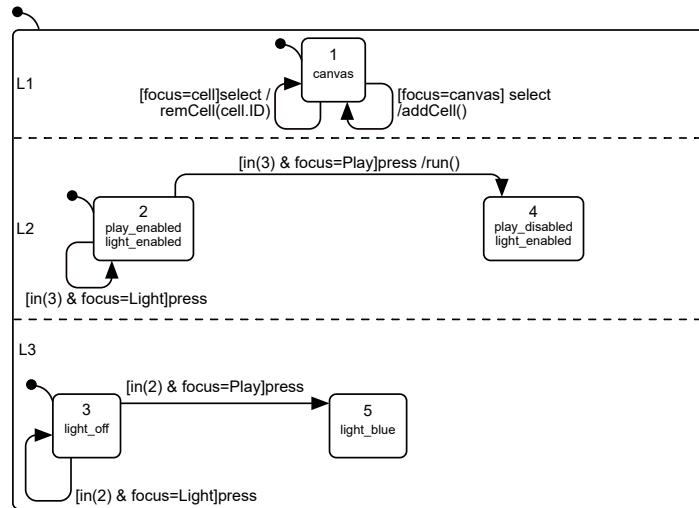 L1
1
canvas
[focus=cell]select /
remCell(cell.ID)
[focus=canvas] select
/addCell()
[in(3) & focus=Play]press /run()
L2
2
play_enabled
light_enabled
4
play_disabled
light_enabled
[in(3) & focus=Light]press
L3
[in(2) & focus=Play]press
3
light_off
5
light_blue
[in(2) & focus=Light]press